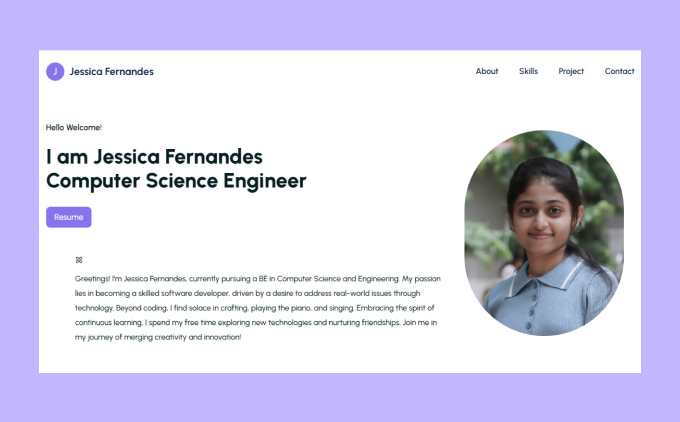 J Jessica Fernandes
About Skills Project Contact
Hello Welcome!
I am Jessica Fernandes
Computer Science Engineer
Resume
⌘
Greetings! I'm Jessica Fernandes, currently pursuing a BE in Computer Science and Engineering. My passion
lies in becoming a skilled software developer, driven by a desire to address real-world issues through
technology. Beyond coding, I find solace in crafting, playing the piano, and singing. Embracing the spirit of
continuous learning, I spend my free time exploring new technologies and nurturing friendships. Join me in
my journey of merging creativity and innovation!